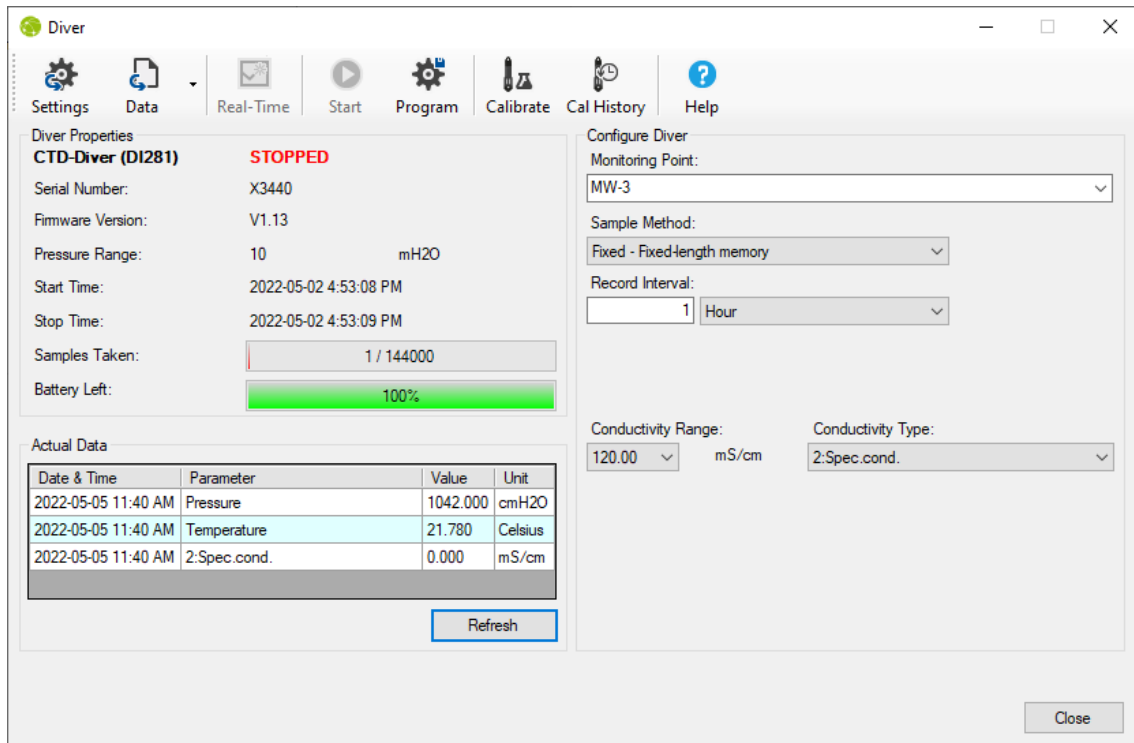 Diver
Settings Data Real-Time Start Program Calibrate Cal History Help
Diver Properties
CTD-Diver (DI281) STOPPED
Serial Number: X3440
Firmware Version: V1.13
Pressure Range: 10 mH2O
Start Time: 2022-05-02 4:53:08 PM
Stop Time: 2022-05-02 4:53:09 PM
Samples Taken: 1 / 144000
Battery Left: 100%
Actual Data
Date & Time Parameter Value Unit
2022-05-05 11:40 AM Pressure 1042.000 cmH2O
2022-05-05 11:40 AM Temperature 21.780 Celsius
2022-05-05 11:40 AM 2:Spec.cond. 0.000 mS/cm
Refresh
Configure Diver
Monitoring Point:
MW-3
Sample Method:
Fixed - Fixed-length memory
Record Interval:
1 Hour
Conductivity Range: Conductivity Type:
120.00 mS/cm 2:Spec.cond.
Close